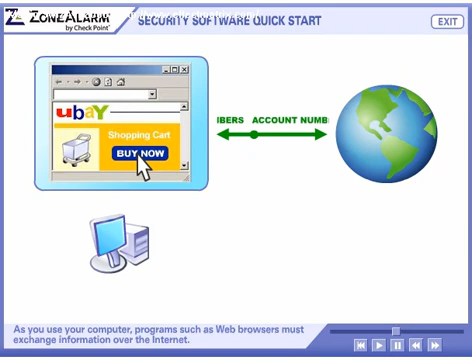 ZONEALARM
by Check Point
SECURITY SOFTWARE QUICK START
EXIT
ubaY
Shopping Cart
BUY NOW
IBERS ACCOUNT NUMB
As you use your computer, programs such as Web browsers must
exchange information over the Internet.